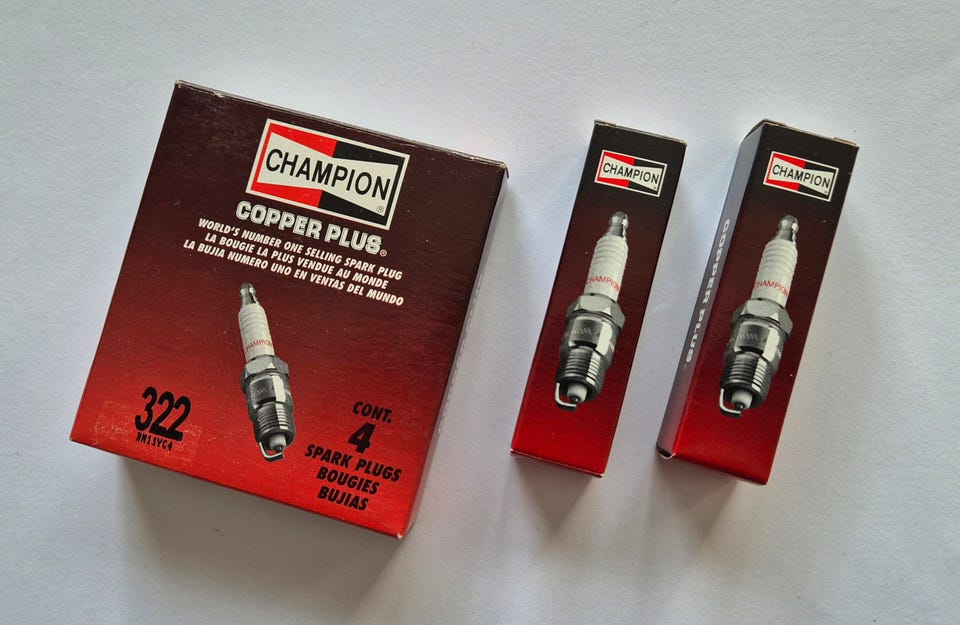 CHAMPION
COPPER PLUS®
WORLD'S NUMBER ONE SELLING SPARK PLUG
LA BOUGIE LA PLUS VENDUE AU MONDE
LA BUJIA NUMERO UNO EN VENTAS DEL MUNDO
CHAMPION
322
RN11YC4
CONT.
4
SPARK PLUGS
BOUGIES
BUJIAS
CHAMPION
CHAMPION
CHAMPION
CHAMPION
COPPER PLUS